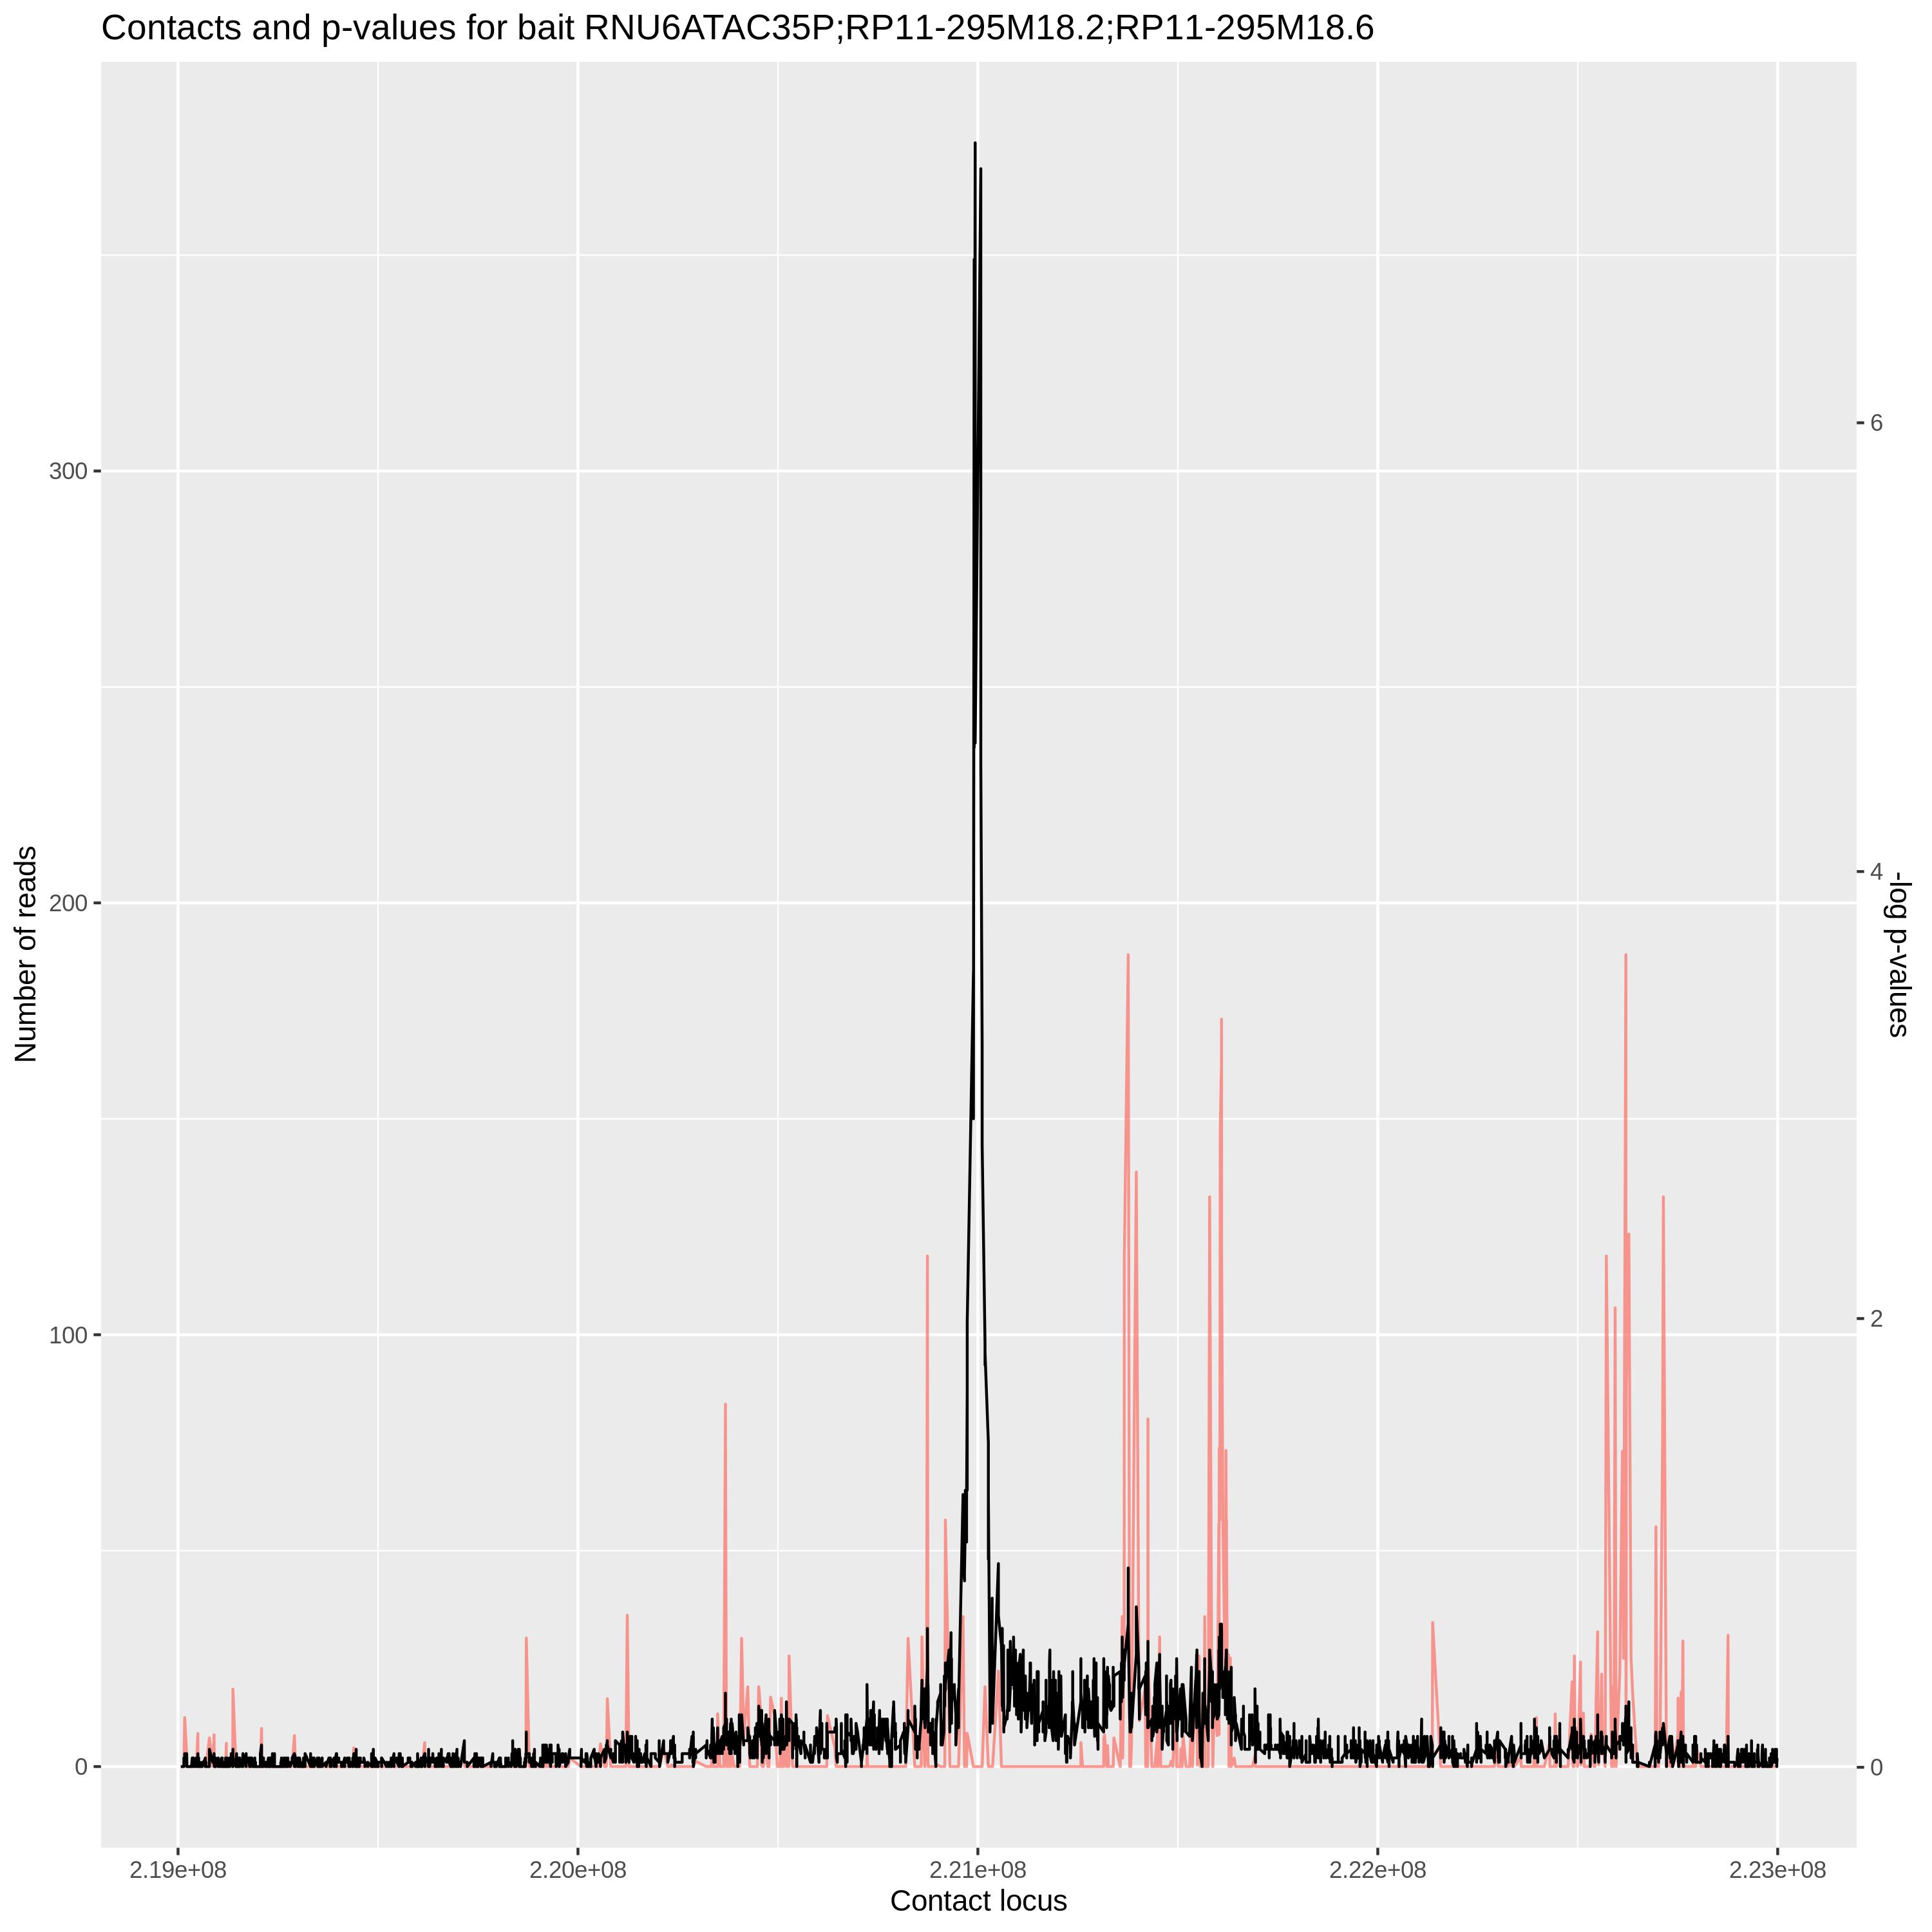 Contacts and p-values for bait RNU6ATAC35P;RP11-295M18.2;RP11-295M18.6
Number of reads
300
200
100
0
6
4
2
0
-log p-values
2.19e+08
2.20e+08
2.21e+08
2.22e+08
2.23e+08
Contact locus